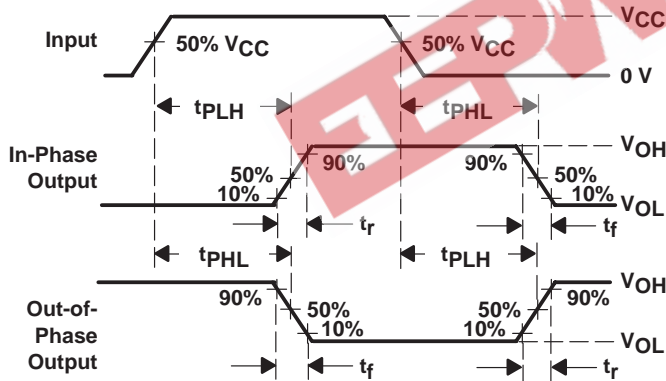 VCC
Input
50% VCC
50% VCC
0 V
tPLH
tPHL
In-Phase
Output
VOH
50%
10%
90%
90%
50%
10%
VOL
tr
tf
tPHL
tPLH
Out-of-
Phase
Output
VOH
90%
50%
10%
50%
10%
90%
VOL
tf
tr